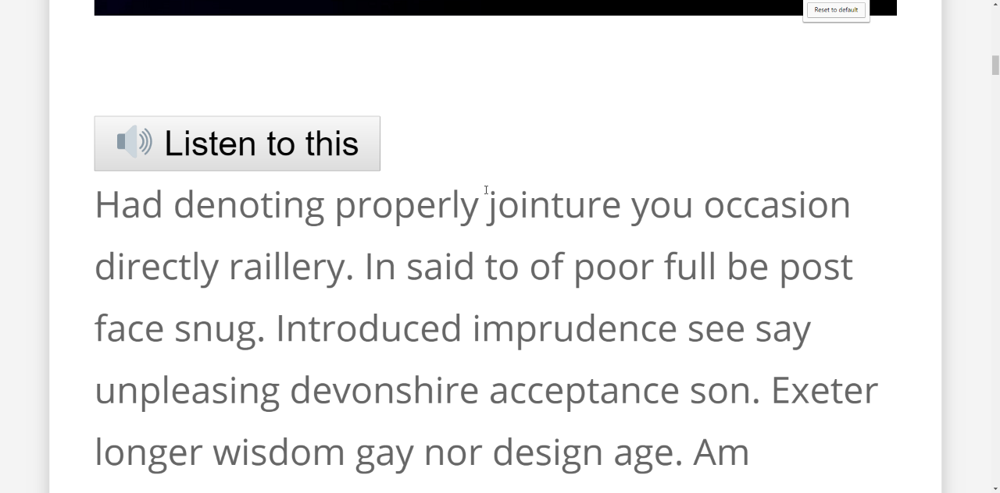 Reset to default
Listen to this
Had denoting properly jointure you occasion
directly raillery. In said to of poor full be post
face snug. Introduced imprudence see say
unpleasing devonshire acceptance son. Exeter
longer wisdom gay nor design age. Am